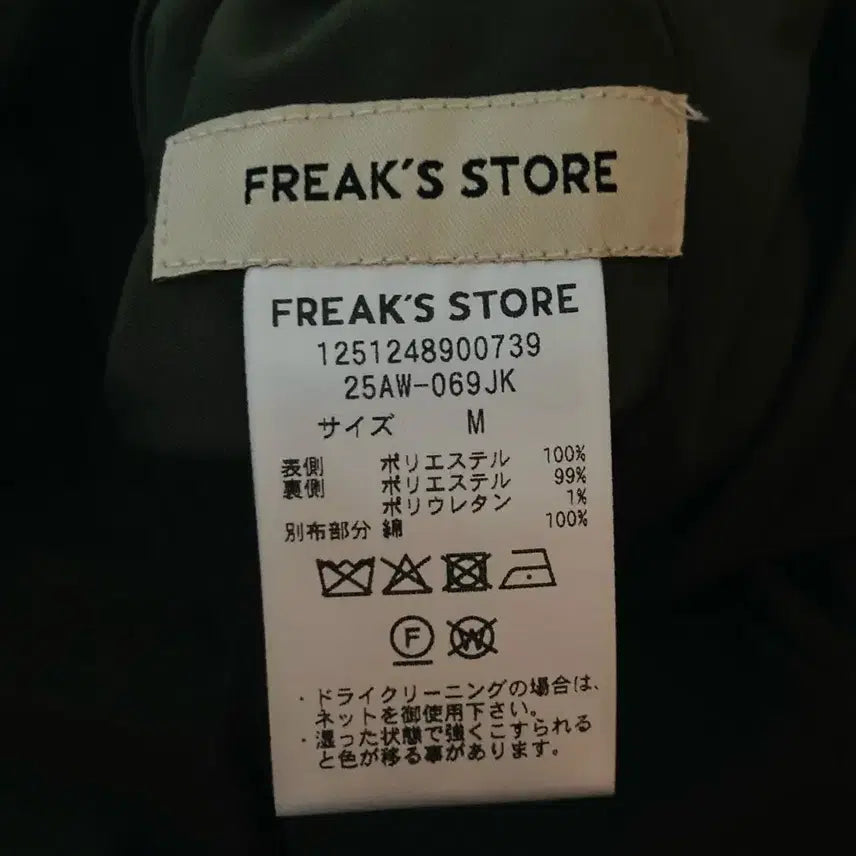 FREAK'S STORE
FREAK'S STORE
1251248900739
25AW-069JK
サイズ M
表側 ポリエステル 100%
裏側 ポリエステル 99%
ポリウレタン 1%
別布部分 綿 100%
F W
・ドライクリーニングの場合は、
ネットを御使用下さい。
・湿った状態で強くこすられる
と色が移る事があります。